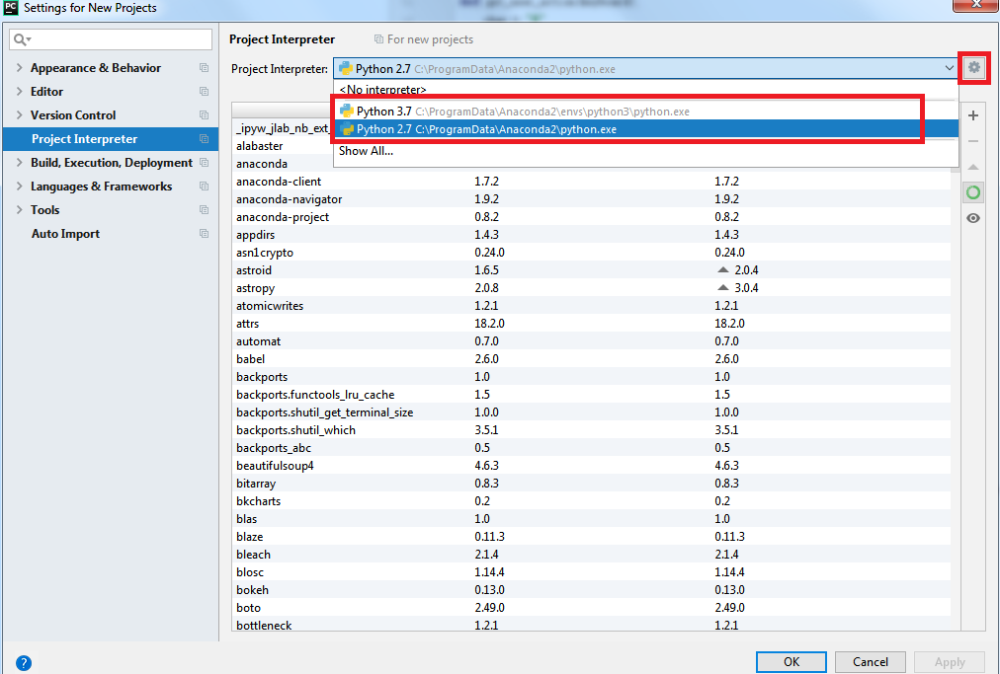 PC Settings for New Projects
Project Interpreter For new projects
Appearance & Behavior
Editor
Version Control
Project Interpreter
Build, Execution, Deployment
Languages & Frameworks
Tools
Auto Import
Project Interpreter: Python 2.7 C:\ProgramData\Anaconda2\python.exe
<No interpreter>
Python 3.7 C:\ProgramData\Anaconda2\envs\python3\python.exe
Python 2.7 C:\ProgramData\Anaconda2\python.exe
Show All...
_ipyw_jlab_nb_ext_
alabaster
anaconda
anaconda-client 1.7.2 1.7.2
anaconda-navigator 1.9.2 1.9.2
anaconda-project 0.8.2 0.8.2
appdirs 1.4.3 1.4.3
asn1crypto 0.24.0 0.24.0
astroid 1.6.5 2.0.4
astropy 2.0.8 3.0.4
atomicwrites 1.2.1 1.2.1
attrs 18.2.0 18.2.0
automat 0.7.0 0.7.0
babel 2.6.0 2.6.0
backports 1.0 1.0
backports.functools_lru_cache 1.5 1.5
backports.shutil_get_terminal_size 1.0.0 1.0.0
backports.shutil_which 3.5.1 3.5.1
backports_abc 0.5 0.5
beautifulsoup4 4.6.3 4.6.3
bitarray 0.8.3 0.8.3
bkcharts 0.2 0.2
blas 1.0 1.0
blaze 0.11.3 0.11.3
bleach 2.1.4 2.1.4
blosc 1.14.4 1.14.4
bokeh 0.13.0 0.13.0
boto 2.49.0 2.49.0
bottleneck 1.2.1 1.2.1
? OK Cancel Apply